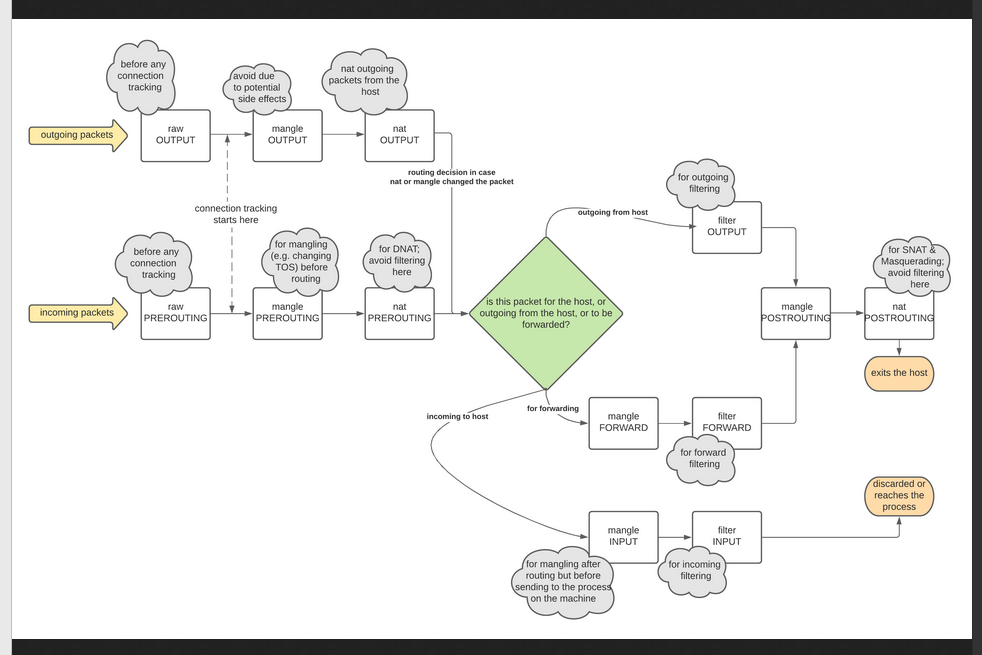 before any
connection
tracking
avoid due
to potential
side effects
nat outgoing
packets from the
host
outgoing packets
raw
OUTPUT
mangle
OUTPUT
nat
OUTPUT
routing decision in case
nat or mangle changed the packet
connection tracking
starts here
for outgoing
filtering
outgoing from host
filter
OUTPUT
before any
connection
tracking
for mangling
(e.g. changing
TOS) before
routing
for DNAT;
avoid filtering
here
incoming packets
raw
PREROUTING
mangle
PREROUTING
nat
PREROUTING
is this packet for the host, or
outgoing from the host, or to be
forwarded?
for SNAT &
Masquerading;
avoid filtering
here
mangle
POSTROUTING
nat
POSTROUTING
exits the host
incoming to host
for forwarding
mangle
FORWARD
filter
FORWARD
for forward
filtering
discarded or
reaches the
process
mangle
INPUT
filter
INPUT
for mangling after
routing but before
sending to the process
on the machine
for incoming
filtering